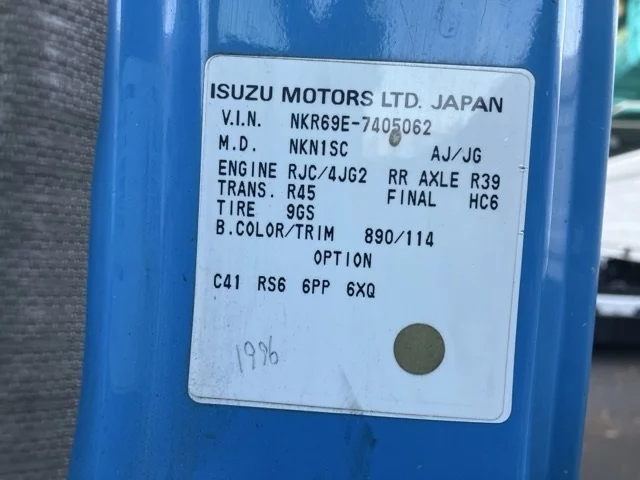 ISUZU MOTORS LTD. JAPAN
V.I.N. NKR69E-7405062
M.D. NKN1SC AJ/JG
ENGINE RJC/4JG2 RR AXLE R39
TRANS. R45 FINAL HC6
TIRE 9GS
B.COLOR/TRIM 890/114
OPTION
C41 RS6 6PP 6XQ
1996